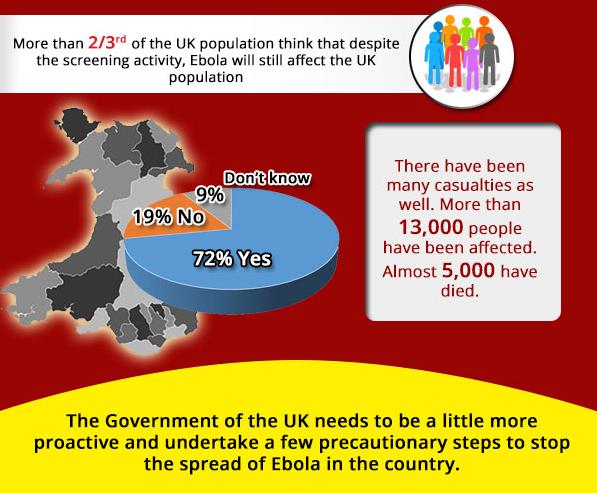 More than 2/3rd of the UK population think that despite
the screening activity, Ebola will still affect the UK
population
Don't know
9%
19% No
72% Yes
There have been
many casualties as
well. More than
13,000 people
have been affected.
Almost 5,000 have
died.
The Government of the UK needs to be a little more
proactive and undertake a few precautionary steps to stop
the spread of Ebola in the country.